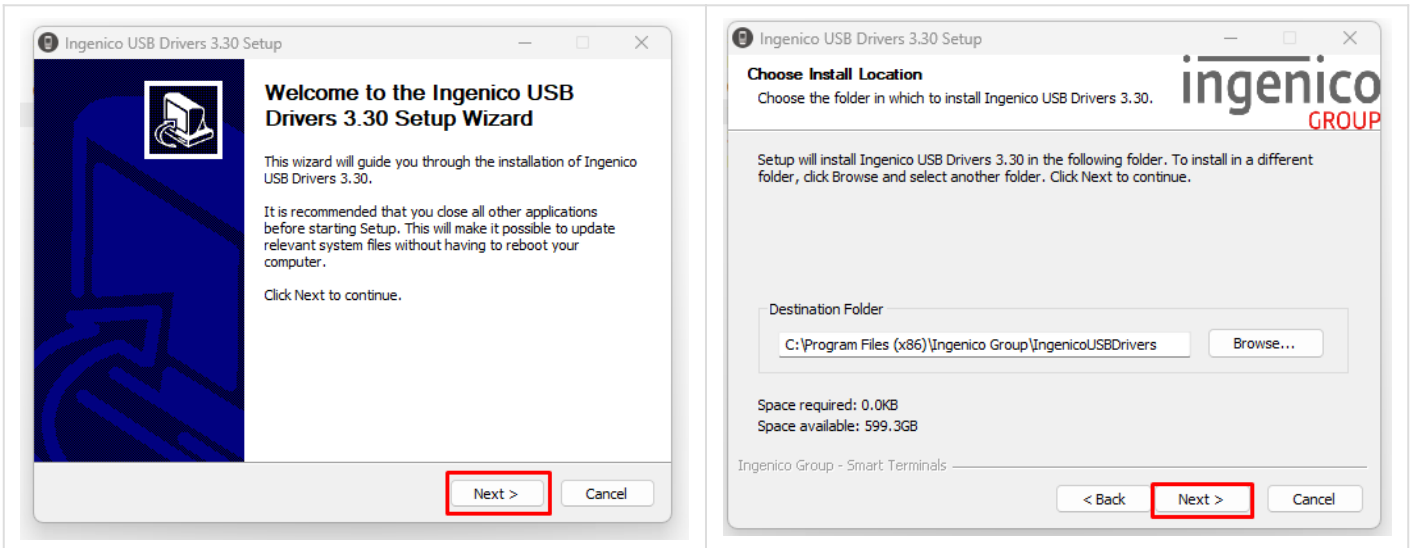 Ingenico USB Drivers 3.30 Setup
Welcome to the Ingenico USB
Drivers 3.30 Setup Wizard
This wizard will guide you through the installation of Ingenico
USB Drivers 3.30.
It is recommended that you close all other applications
before starting Setup. This will make it possible to update
relevant system files without having to reboot your
computer.
Click Next to continue.
Next >
Cancel
Ingenico USB Drivers 3.30 Setup
Choose Install Location
Choose the folder in which to install Ingenico USB Drivers 3.30.
ingenico
GROUP
Setup will install Ingenico USB Drivers 3.30 in the following folder. To install in a different
folder, click Browse and select another folder. Click Next to continue.
Destination Folder
C:\Program Files (x86)\Ingenico Group\IngenicoUSBDrivers
Browse...
Space required: 0.0KB
Space available: 599.3GB
Ingenico Group - Smart Terminals
< Back
Next >
Cancel